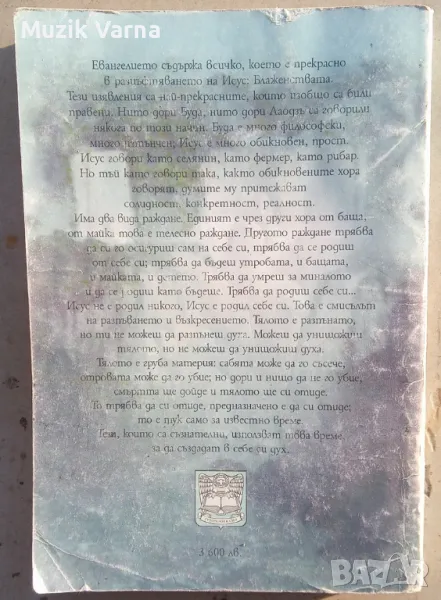 Muzik Varna
Евангелието съдържа всичко, което е прекрасно
в разпъстряването на Исус: Блаженствата.
Тези изявления са най-прекрасните, които изобщо са били
правени. Нито дори Буда, нито дори Лаодзъ са говорили
някога по този начин. Буда е много философски,
много изтънчен; Исус е много обикновен, прост.
Исус говори като селянин, като фермер, като рибар.
Но тъй като говори така, както обикновените хора
говорят, думите му притежават
солидност, конкретност, реалност.
Има два вида раждане. Единият е чрез други хора от баща,
от майка това е телесно раждане. Другото раждане трябва
да си го осигуриш сам на себе си, трябва да се родиш
от себе си; трябва да бъдеш утробата, и бащата,
и майката, и детето. Трябва да умреш за миналото
и да се родиш като бъдеше. Трябва да родиш себе си...
Исус не е родил никого, Исус е родил себе си. Това е смисълът
на разпъването и възкресението. Тялото е разпънато,
но ти не можеш да разпънеш духа. Можеш да унищожиш
тялото, но не можеш да унищожиш духа.
Тялото е груба материя: сабята може да го съсече,
отровата може да го убие; но дори и нищо да не го убие,
смъртта ще дойде и тялото ще си отиде.
То трябва да си отиде, предназначено е да си отиде;
то е тук само за известно време.
Тези, които са съзнателни, използват това време
за да създадат в себе си дух.
3 600 лв.
BAZAR
.bg